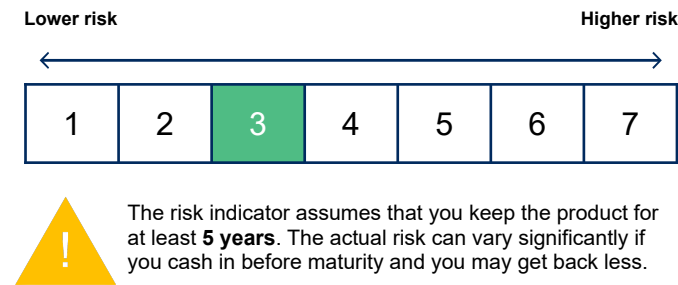 Lower risk Higher risk
1 2 3 4 5 6 7
!
The risk indicator assumes that you keep the product for
at least 5 years. The actual risk can vary significantly if
you cash in before maturity and you may get back less.